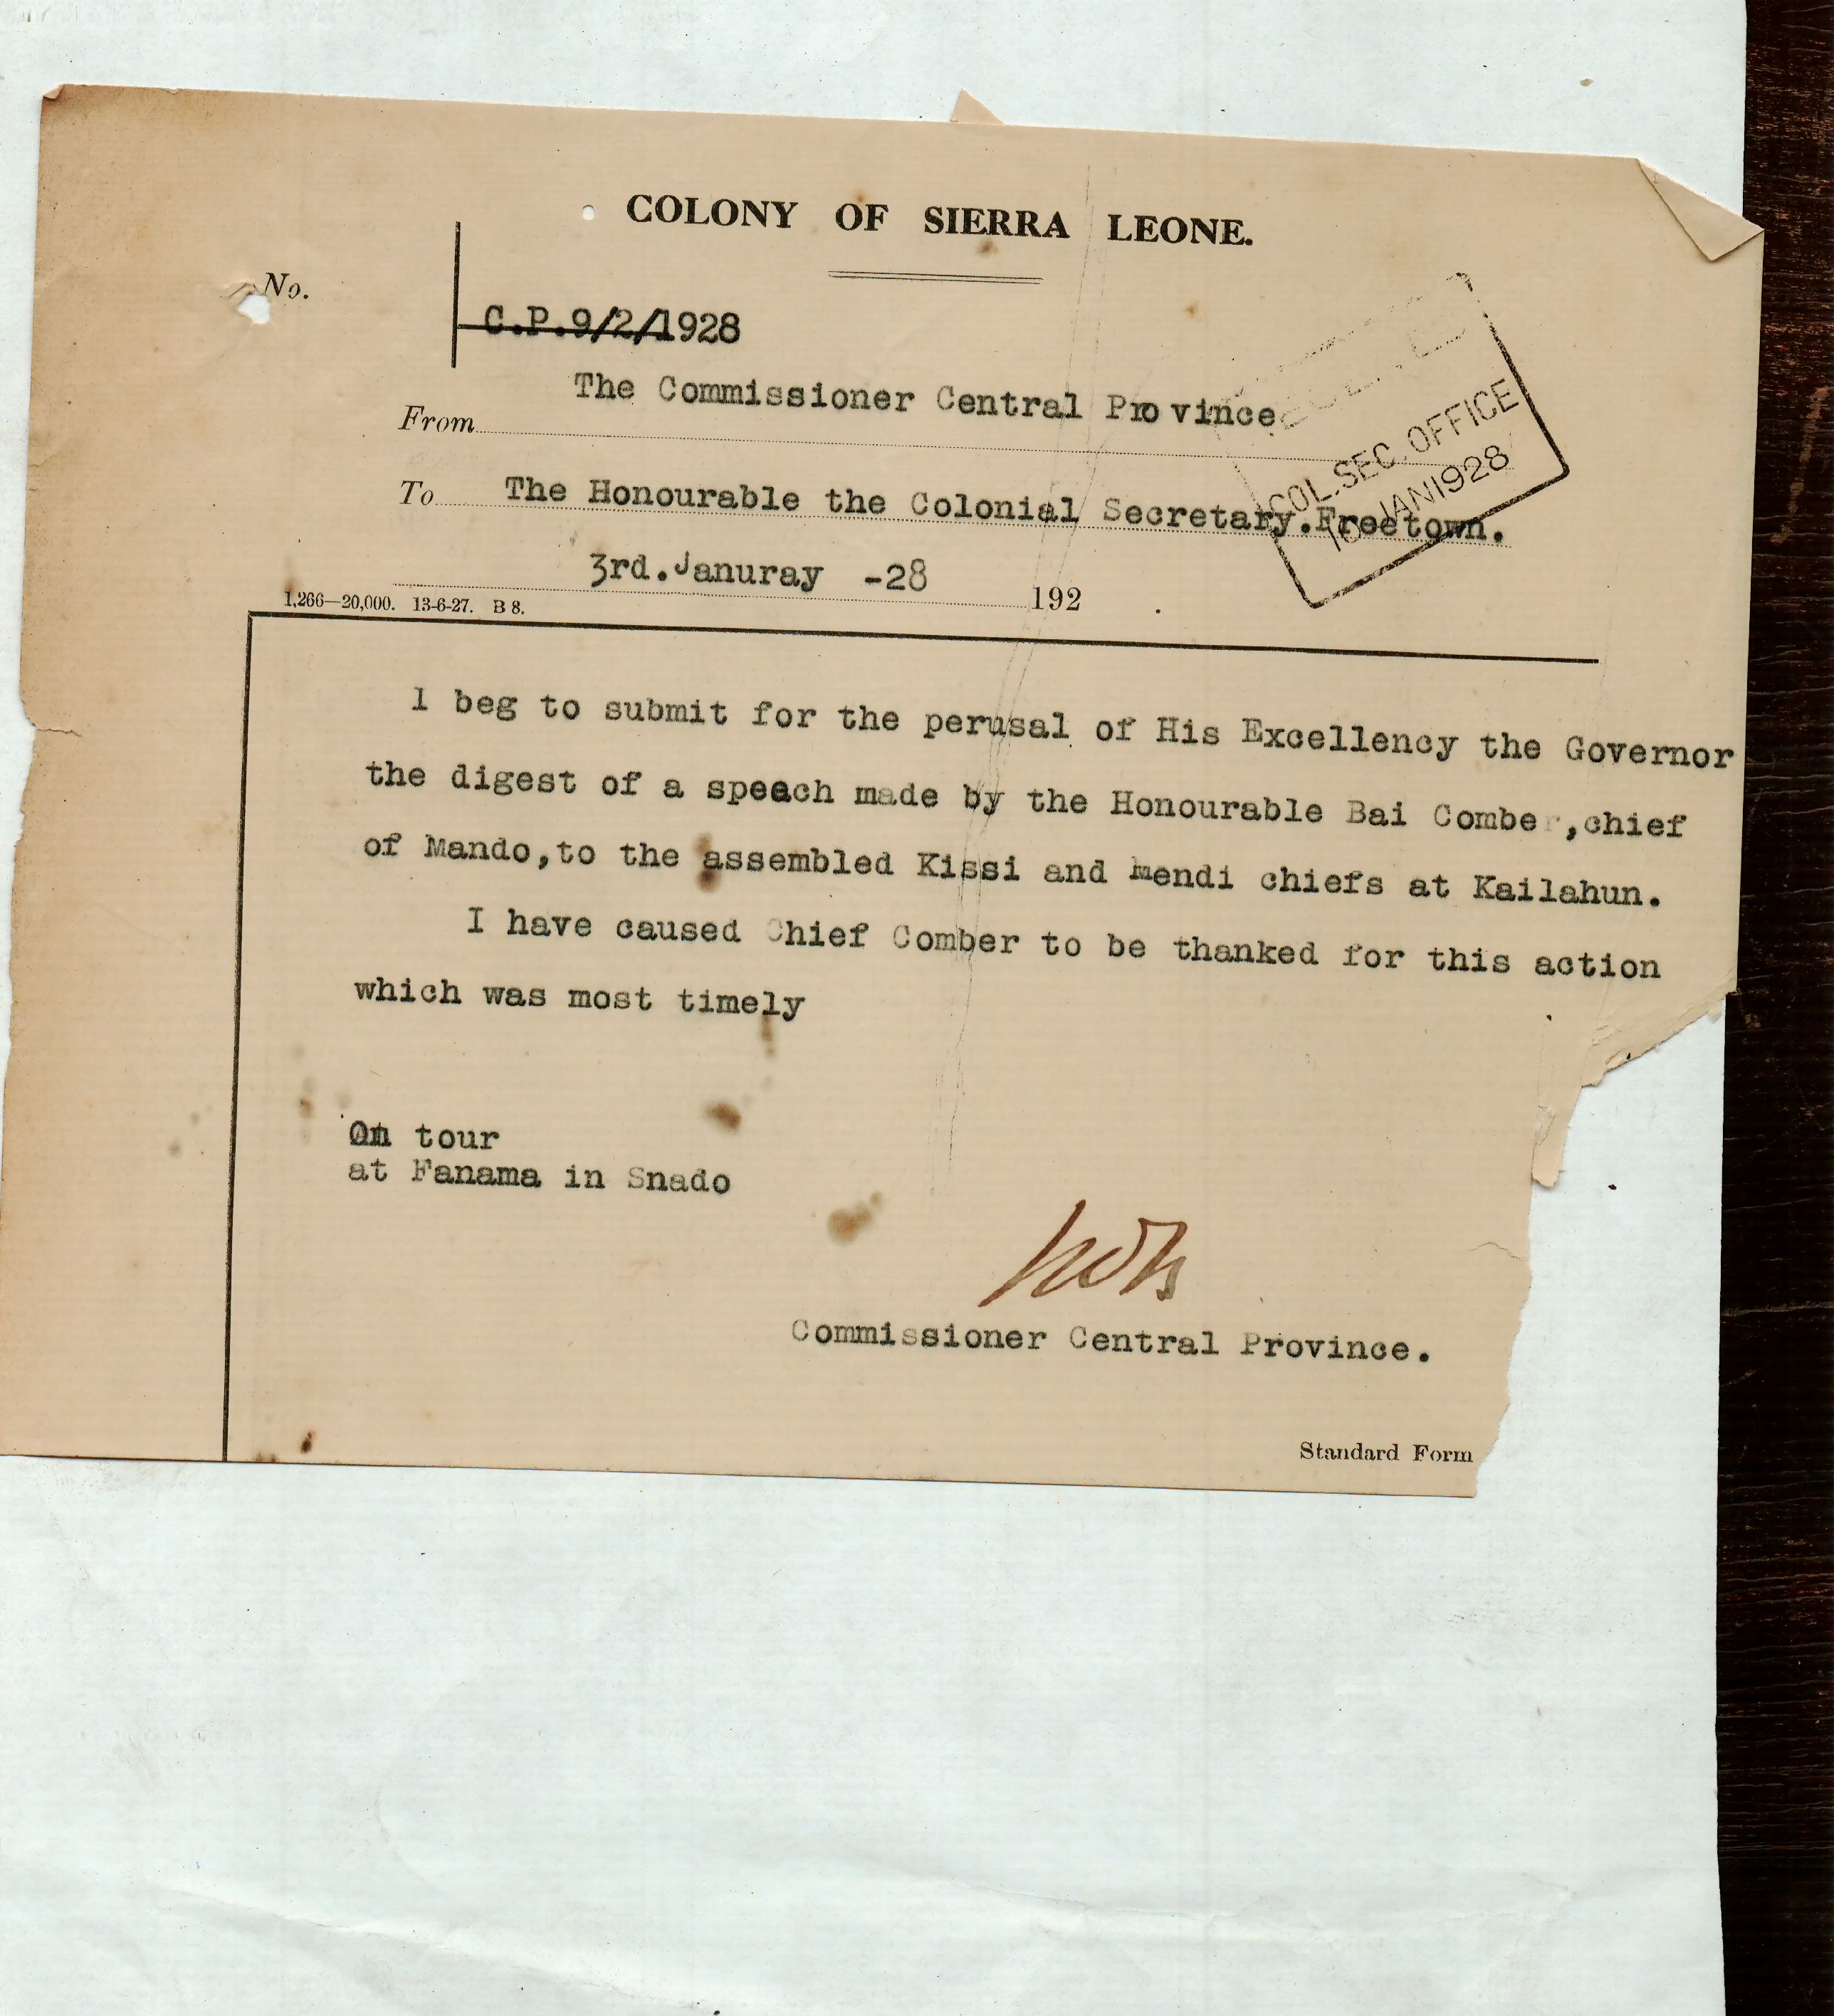 COLONY OF SIERRA LEONE.
No.
C.P.9/2/1928
From The Commissioner Central Province
COL. SEC. OFFICE
JAN 1928
To The Honourable the Colonial Secretary.Freetown.
3rd.Januray -28 192
1,266—20,000. 13-6-27. B 8.
I beg to submit for the perusal of His Excellency the Governor
the digest of a speech made by the Honourable Bai Comber,chief
of Mando,to the assembled Kissi and Mendi chiefs at Kailahun.
I have caused Chief Comber to be thanked for this action
which was most timely
On tour
at Fanama in Snado
Commissioner Central Province.
Standard Form